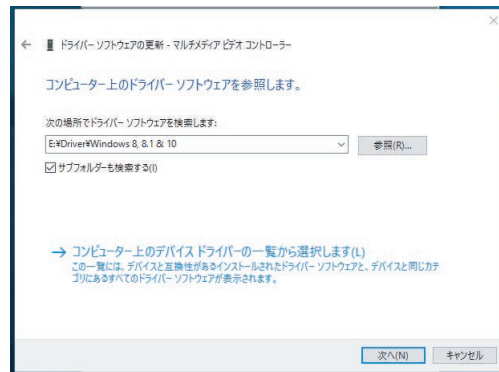 ドライバー ソフトウェアの更新 - マルチメディア ビデオ コントローラー
コンピューター上のドライバー ソフトウェアを参照します。
次の場所でドライバー ソフトウェアを検索します:
E:¥Driver¥Windows 8, 8.1 & 10
参照(R)...
サブフォルダーも検索する(I)
→ コンピューター上のデバイス ドライバーの一覧から選択します(L)
この一覧には、デバイスと互換性があるインストールされたドライバー ソフトウェアと、デバイスと同じカテ
ゴリにあるすべてのドライバー ソフトウェアが表示されます。
次へ(N)
キャンセル